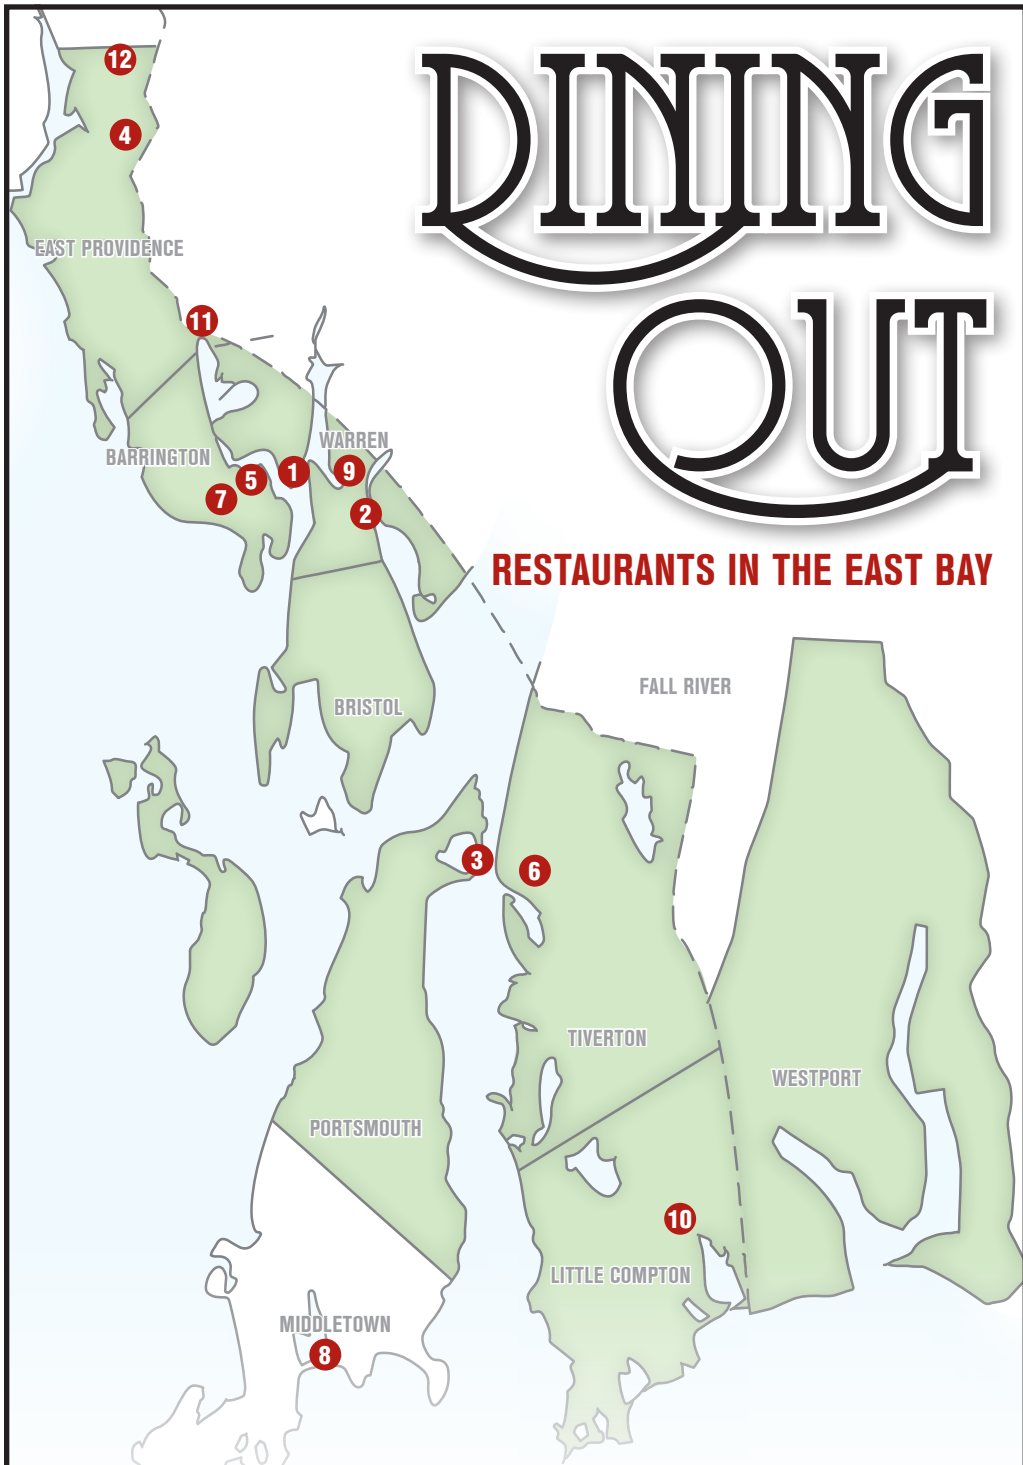 DINING
OUT
RESTAURANTS IN THE EAST BAY
12
4
EAST PROVIDENCE
11
WARREN
BARRINGTON
1
9
5
7
2
FALL RIVER
BRISTOL
3
6
TIVERTON
WESTPORT
PORTSMOUTH
10
LITTLE COMPTON
MIDDLETOWN
8